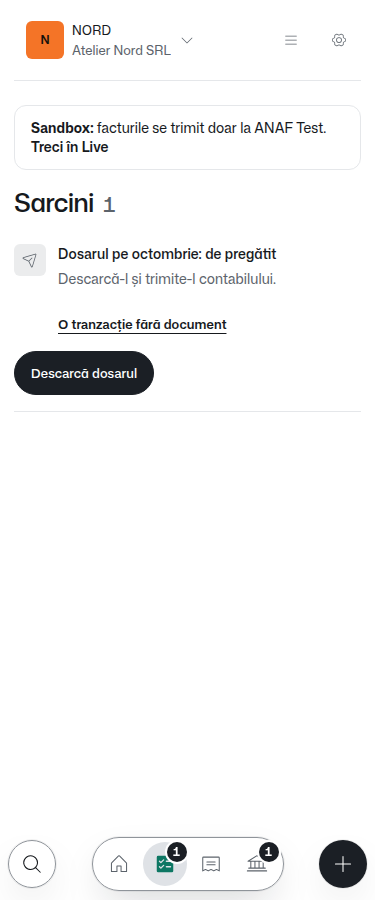 N
NORD
Atelier Nord SRL
Sandbox: facturile se trimit doar la ANAF Test.
Treci în Live
Sarcini 1
Dosarul pe octombrie: de pregătit
Descarcă-l și trimite-l contabilului.
O tranzacție fără document
Descarcă dosarul
1
1